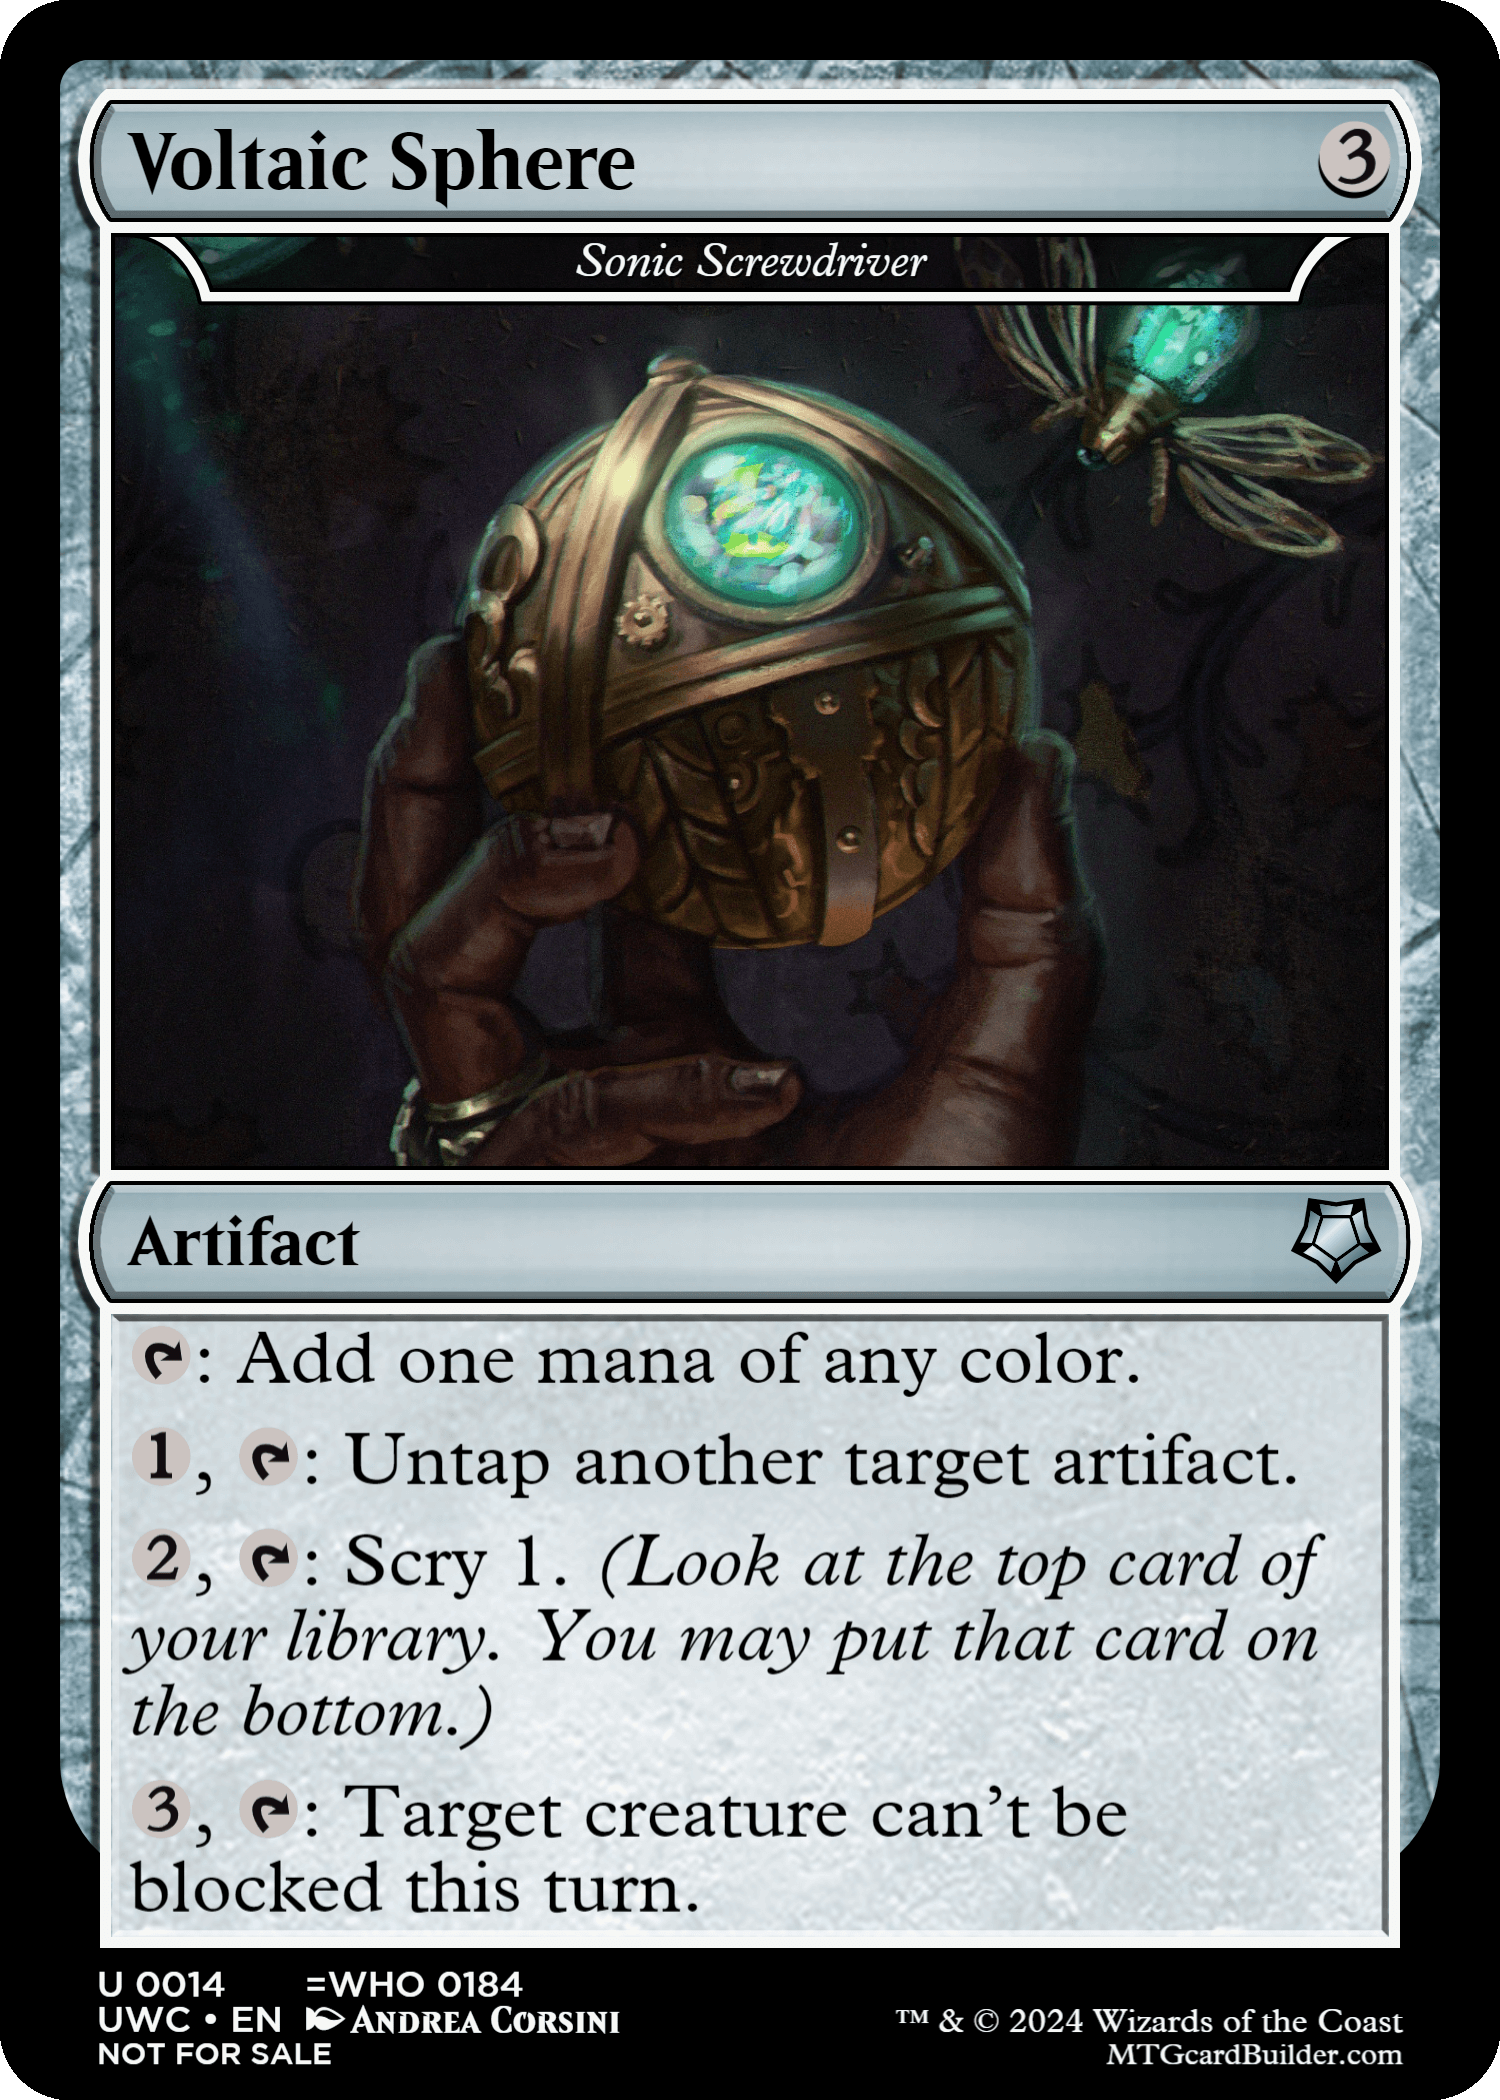 Voltaic Sphere 3
Sonic Screwdriver
Artifact
: Add one mana of any color.
1, : Untap another target artifact.
2, : Scry 1. (Look at the top card of
your library. You may put that card on
the bottom.)
3, : Target creature can't be
blocked this turn.
U 0014 =WHO 0184
UWC • EN ANDREA CORSINI
NOT FOR SALE
™ & © 2024 Wizards of the Coast
MTGcardBuilder.com